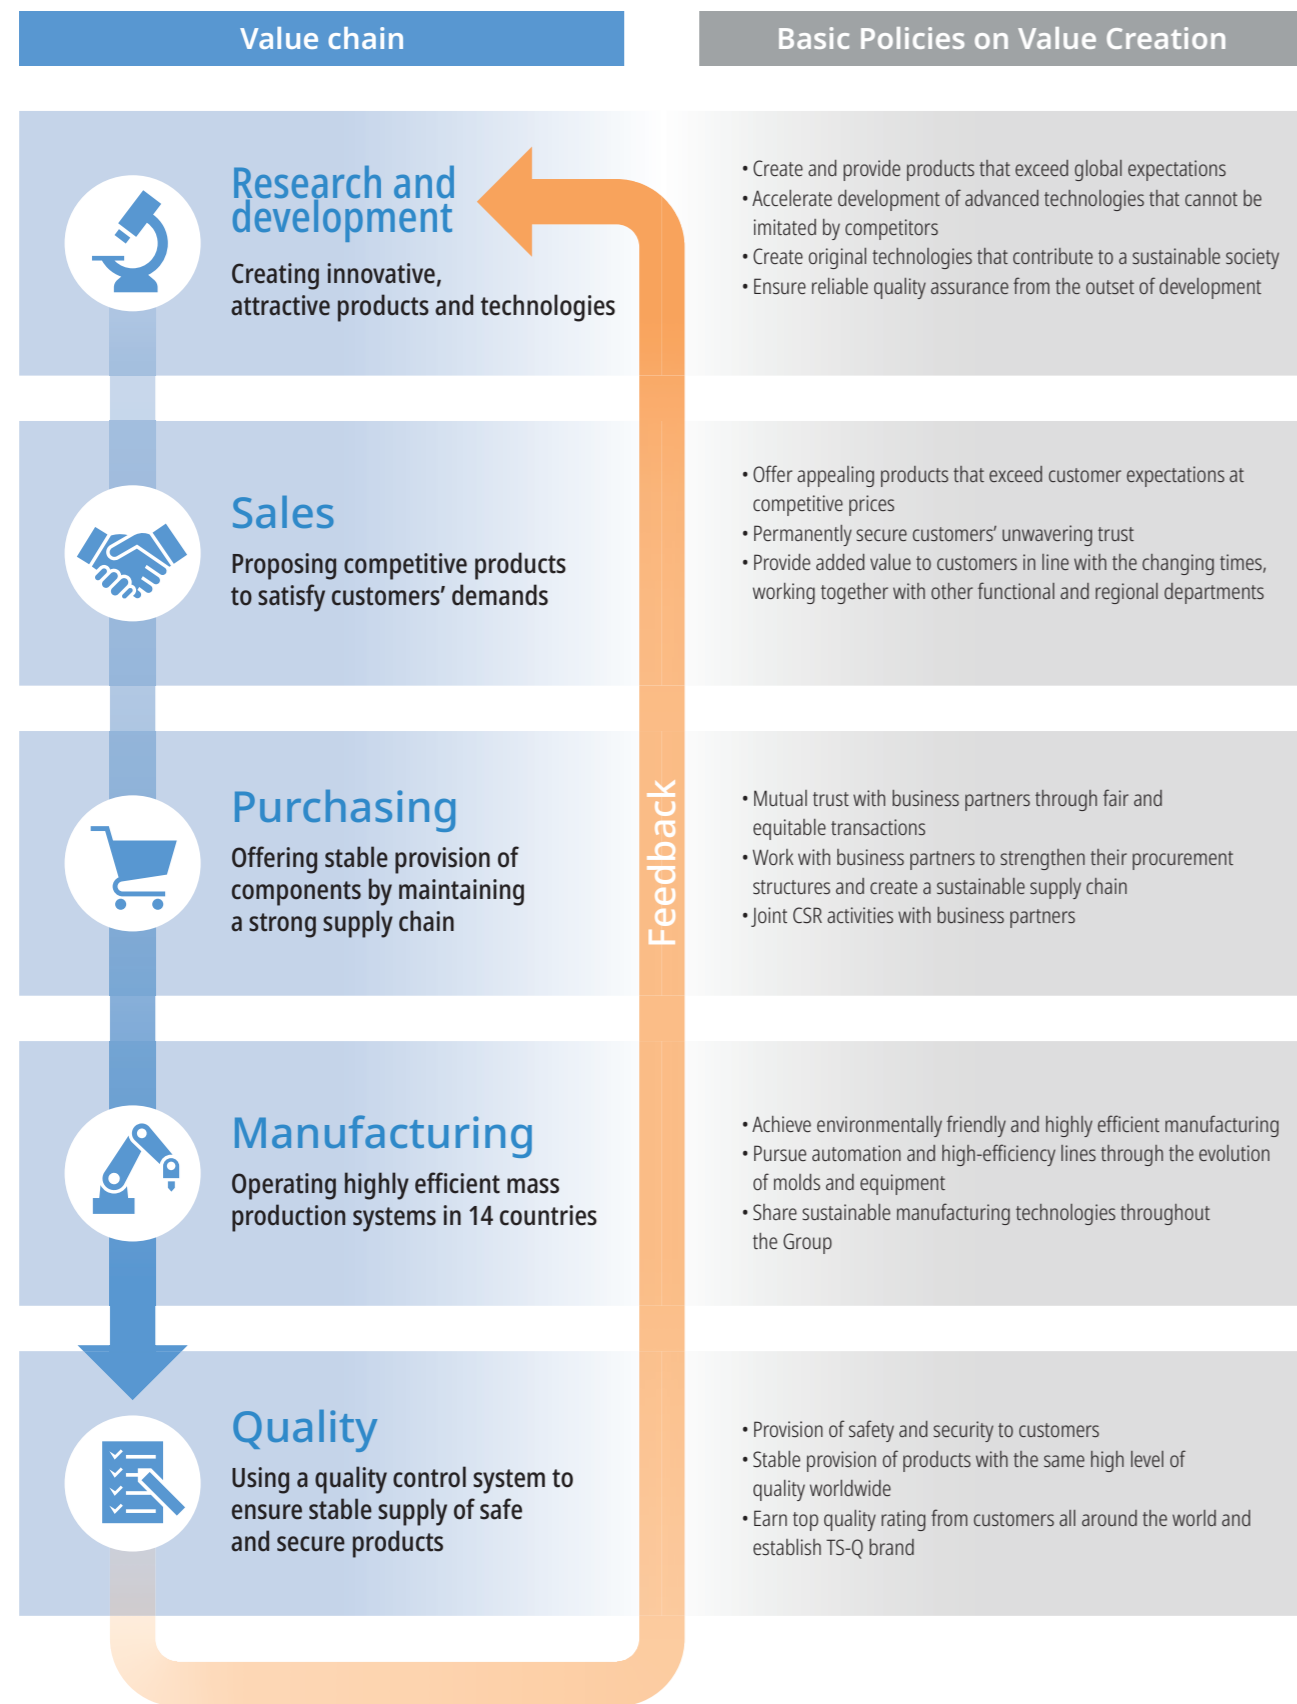 Value chain
Basic Policies on Value Creation
Research and
development
Creating innovative,
attractive products and technologies
• Create and provide products that exceed global expectations
• Accelerate development of advanced technologies that cannot be
imitated by competitors
• Create original technologies that contribute to a sustainable society
• Ensure reliable quality assurance from the outset of development
Sales
Proposing competitive products
to satisfy customers’ demands
• Offer appealing products that exceed customer expectations at
competitive prices
• Permanently secure customers’ unwavering trust
• Provide added value to customers in line with the changing times,
working together with other functional and regional departments
Purchasing
Offering stable provision of
components by maintaining
a strong supply chain
Feedback
• Mutual trust with business partners through fair and
equitable transactions
• Work with business partners to strengthen their procurement
structures and create a sustainable supply chain
• Joint CSR activities with business partners
Manufacturing
Operating highly efficient mass
production systems in 14 countries
• Achieve environmentally friendly and highly efficient manufacturing
• Pursue automation and high-efficiency lines through the evolution
of molds and equipment
• Share sustainable manufacturing technologies throughout
the Group
Quality
Using a quality control system to
ensure stable supply of safe
and secure products
• Provision of safety and security to customers
• Stable provision of products with the same high level of
quality worldwide
• Earn top quality rating from customers all around the world and
establish TS-Q brand